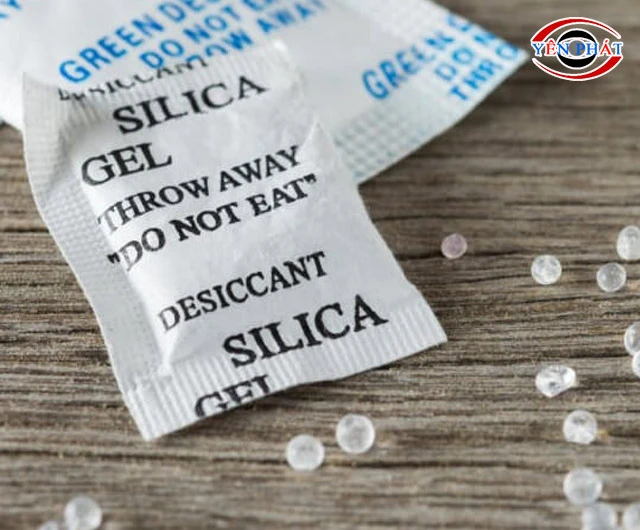 GREEN DES
DO NOT EA
OW AWAY
GREEN D
DO N
THRO
YÊN PHÁT
DESICCANT
SILICA
GEL
THROW AWAY
"DO NOT EAT"
DESICCANT
SILICA
GEL